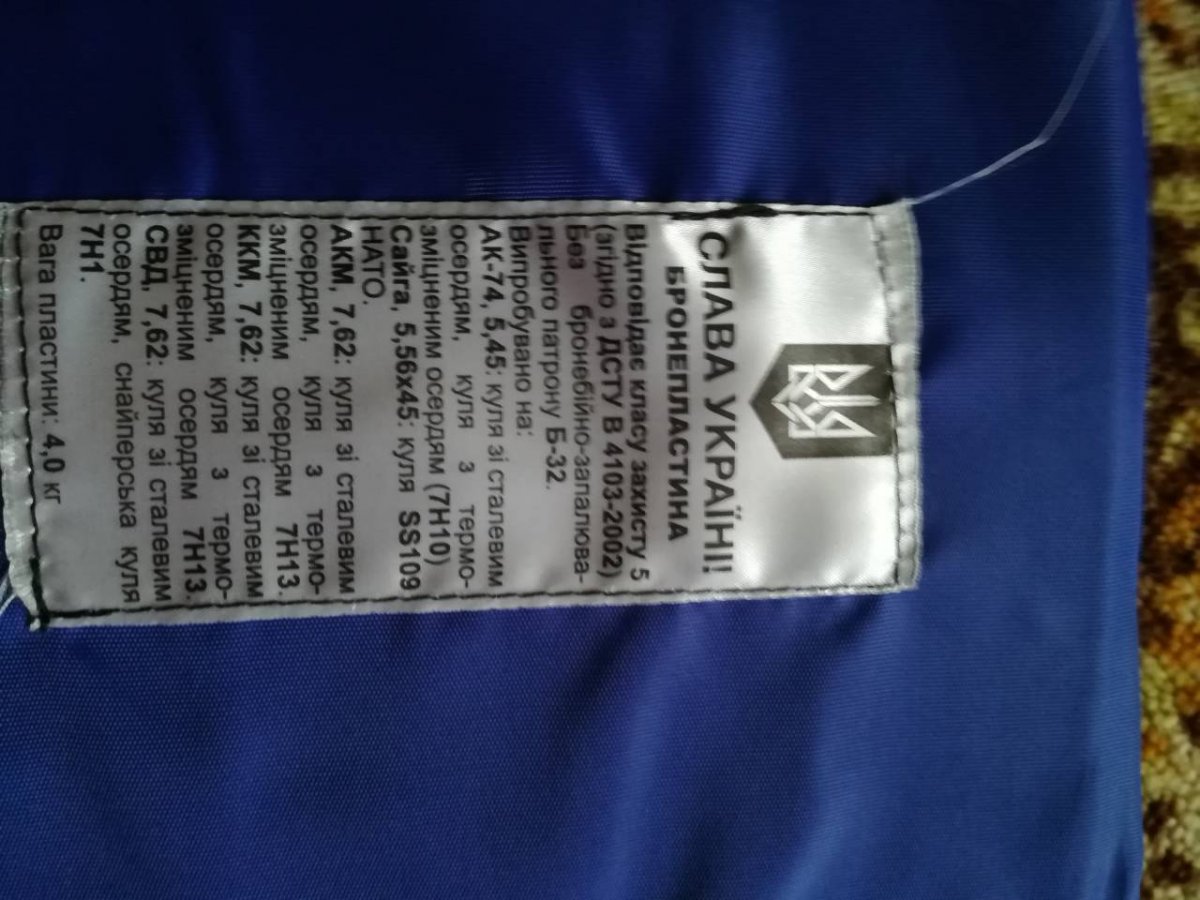 СЛАВА УКРАЇНІ!
БРОНЕПЛАСТИНА
Відповідає класу захисту 5
(згідно з ДСТУ В 4103-2002)
Без бронебійно-запалюва-
льного патрону Б-32.
Випробувано на:
АК-74, 5,45: куля зі сталевим
осердям, куля з термо-
зміцненим осердям (7Н10)
Сайга, 5,56х45: куля SS109
НАТО.
АКМ, 7,62: куля зі сталевим
осердям, куля з термо-
зміцненим осердям 7Н13.
ККМ, 7,62: куля зі сталевим
осердям, куля з термо-
зміцненим осердям 7Н13.
СВД, 7,62: куля зі сталевим
осердям, снайперська куля
7Н1.
Вага пластини: 4,0 кг